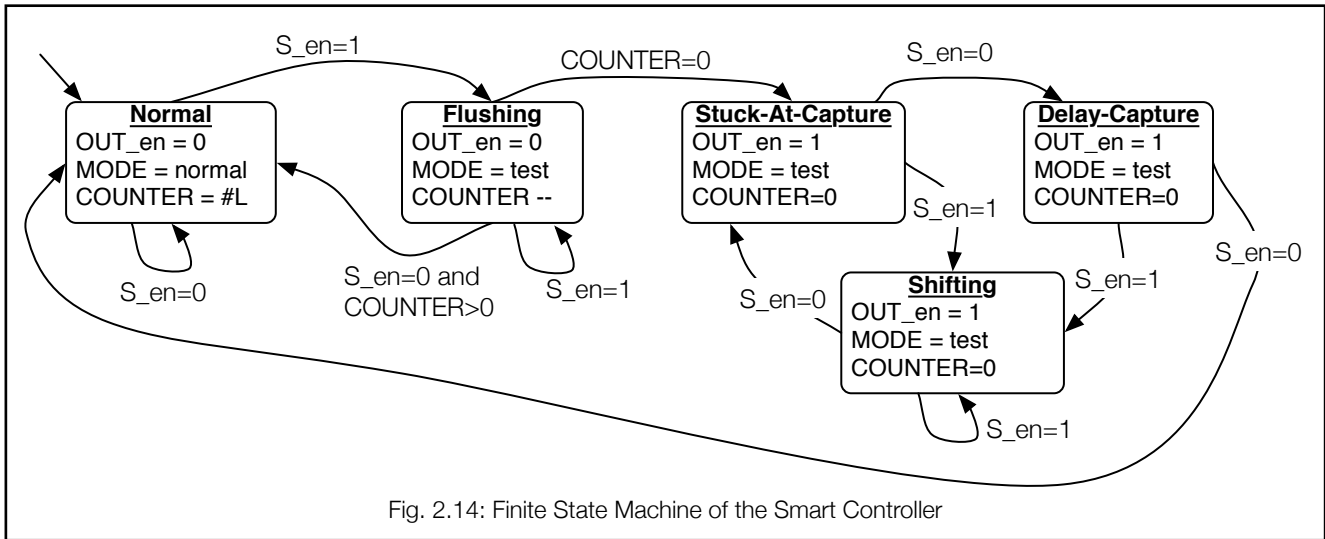 S_en=1
COUNTER=0
S_en=0
Normal
OUT_en = 0
MODE = normal
COUNTER = #L
Flushing
OUT_en = 0
MODE = test
COUNTER --
Stuck-At-Capture
OUT_en = 1
MODE = test
COUNTER=0
Delay-Capture
OUT_en = 1
MODE = test
COUNTER=0
S_en=0
S_en=0 and
COUNTER>0
S_en=1
S_en=0
S_en=1
S_en=1
S_en=0
Shifting
OUT_en = 1
MODE = test
COUNTER=0
S_en=1
Fig. 2.14: Finite State Machine of the Smart Controller